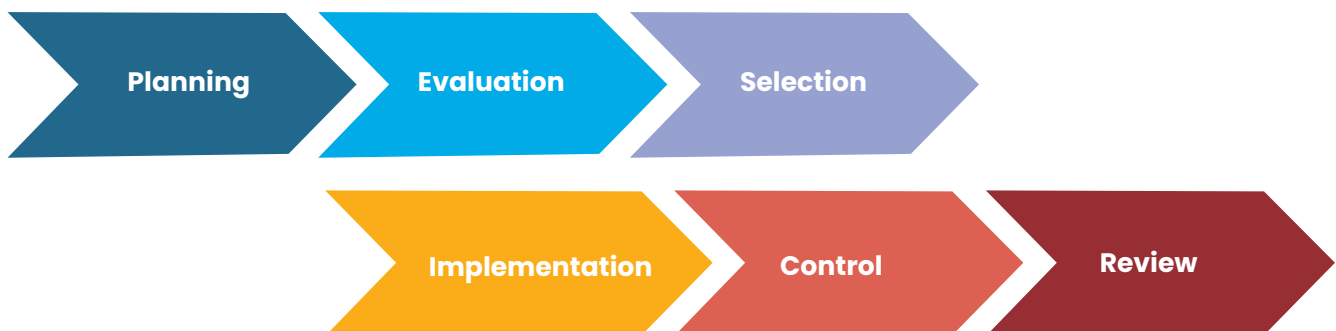 Planning
Evaluation
Selection
Implementation
Control
Review